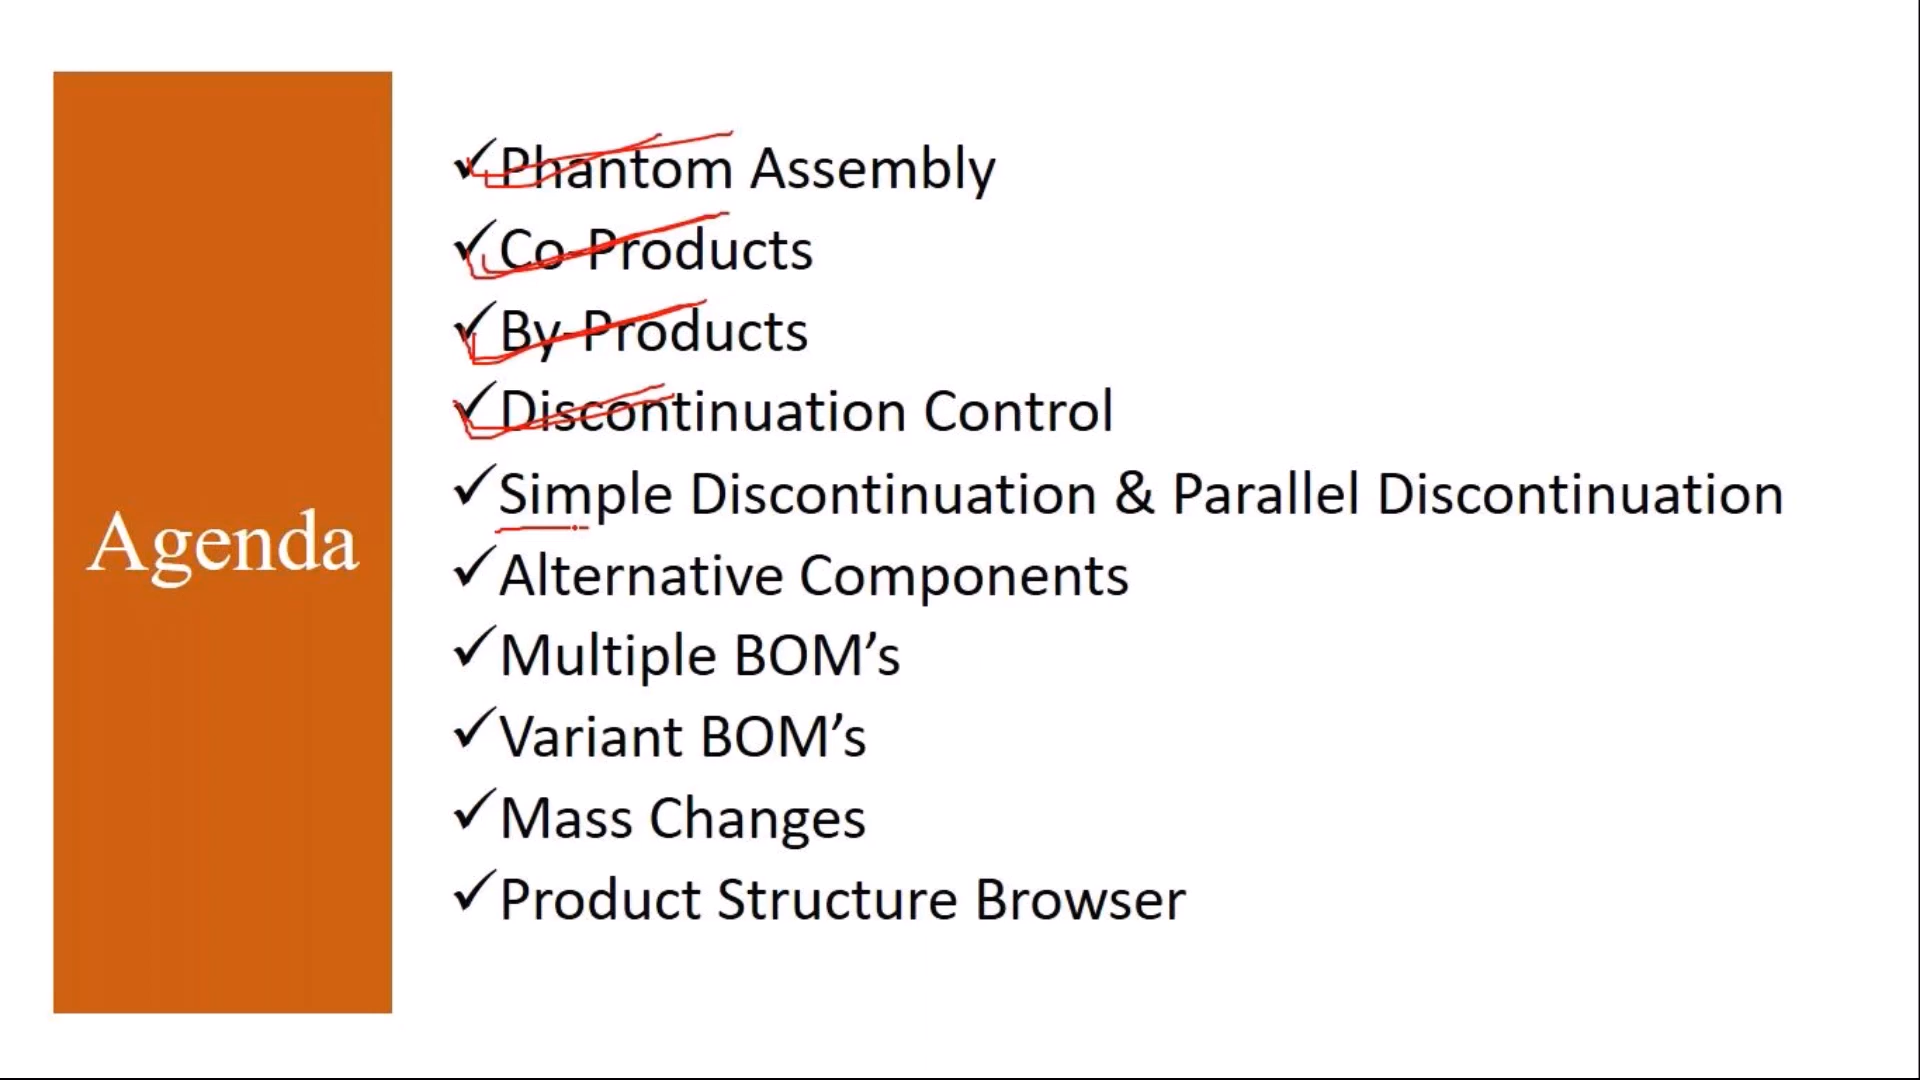 Agenda
Phantom Assembly
Co-Products
By-Products
Discontinuation Control
Simple Discontinuation & Parallel Discontinuation
Alternative Components
Multiple BOM’s
Variant BOM’s
Mass Changes
Product Structure Browser